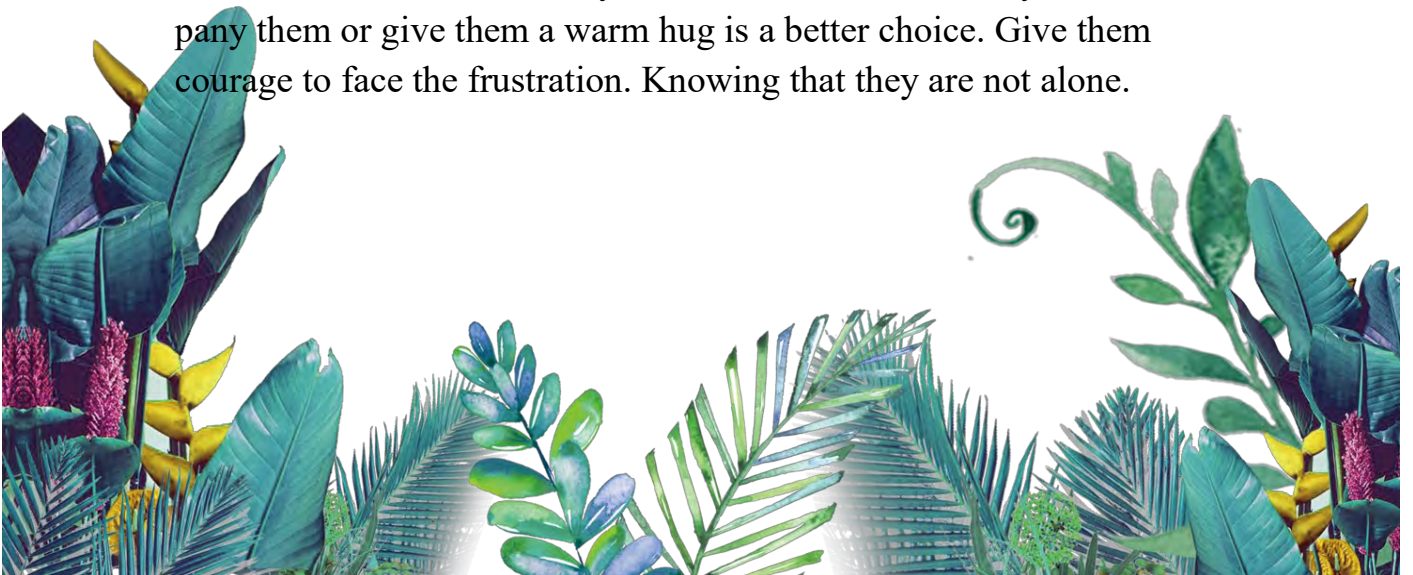 pany them or give them a warm hug is a better choice. Give them
courage to face the frustration. Knowing that they are not alone.